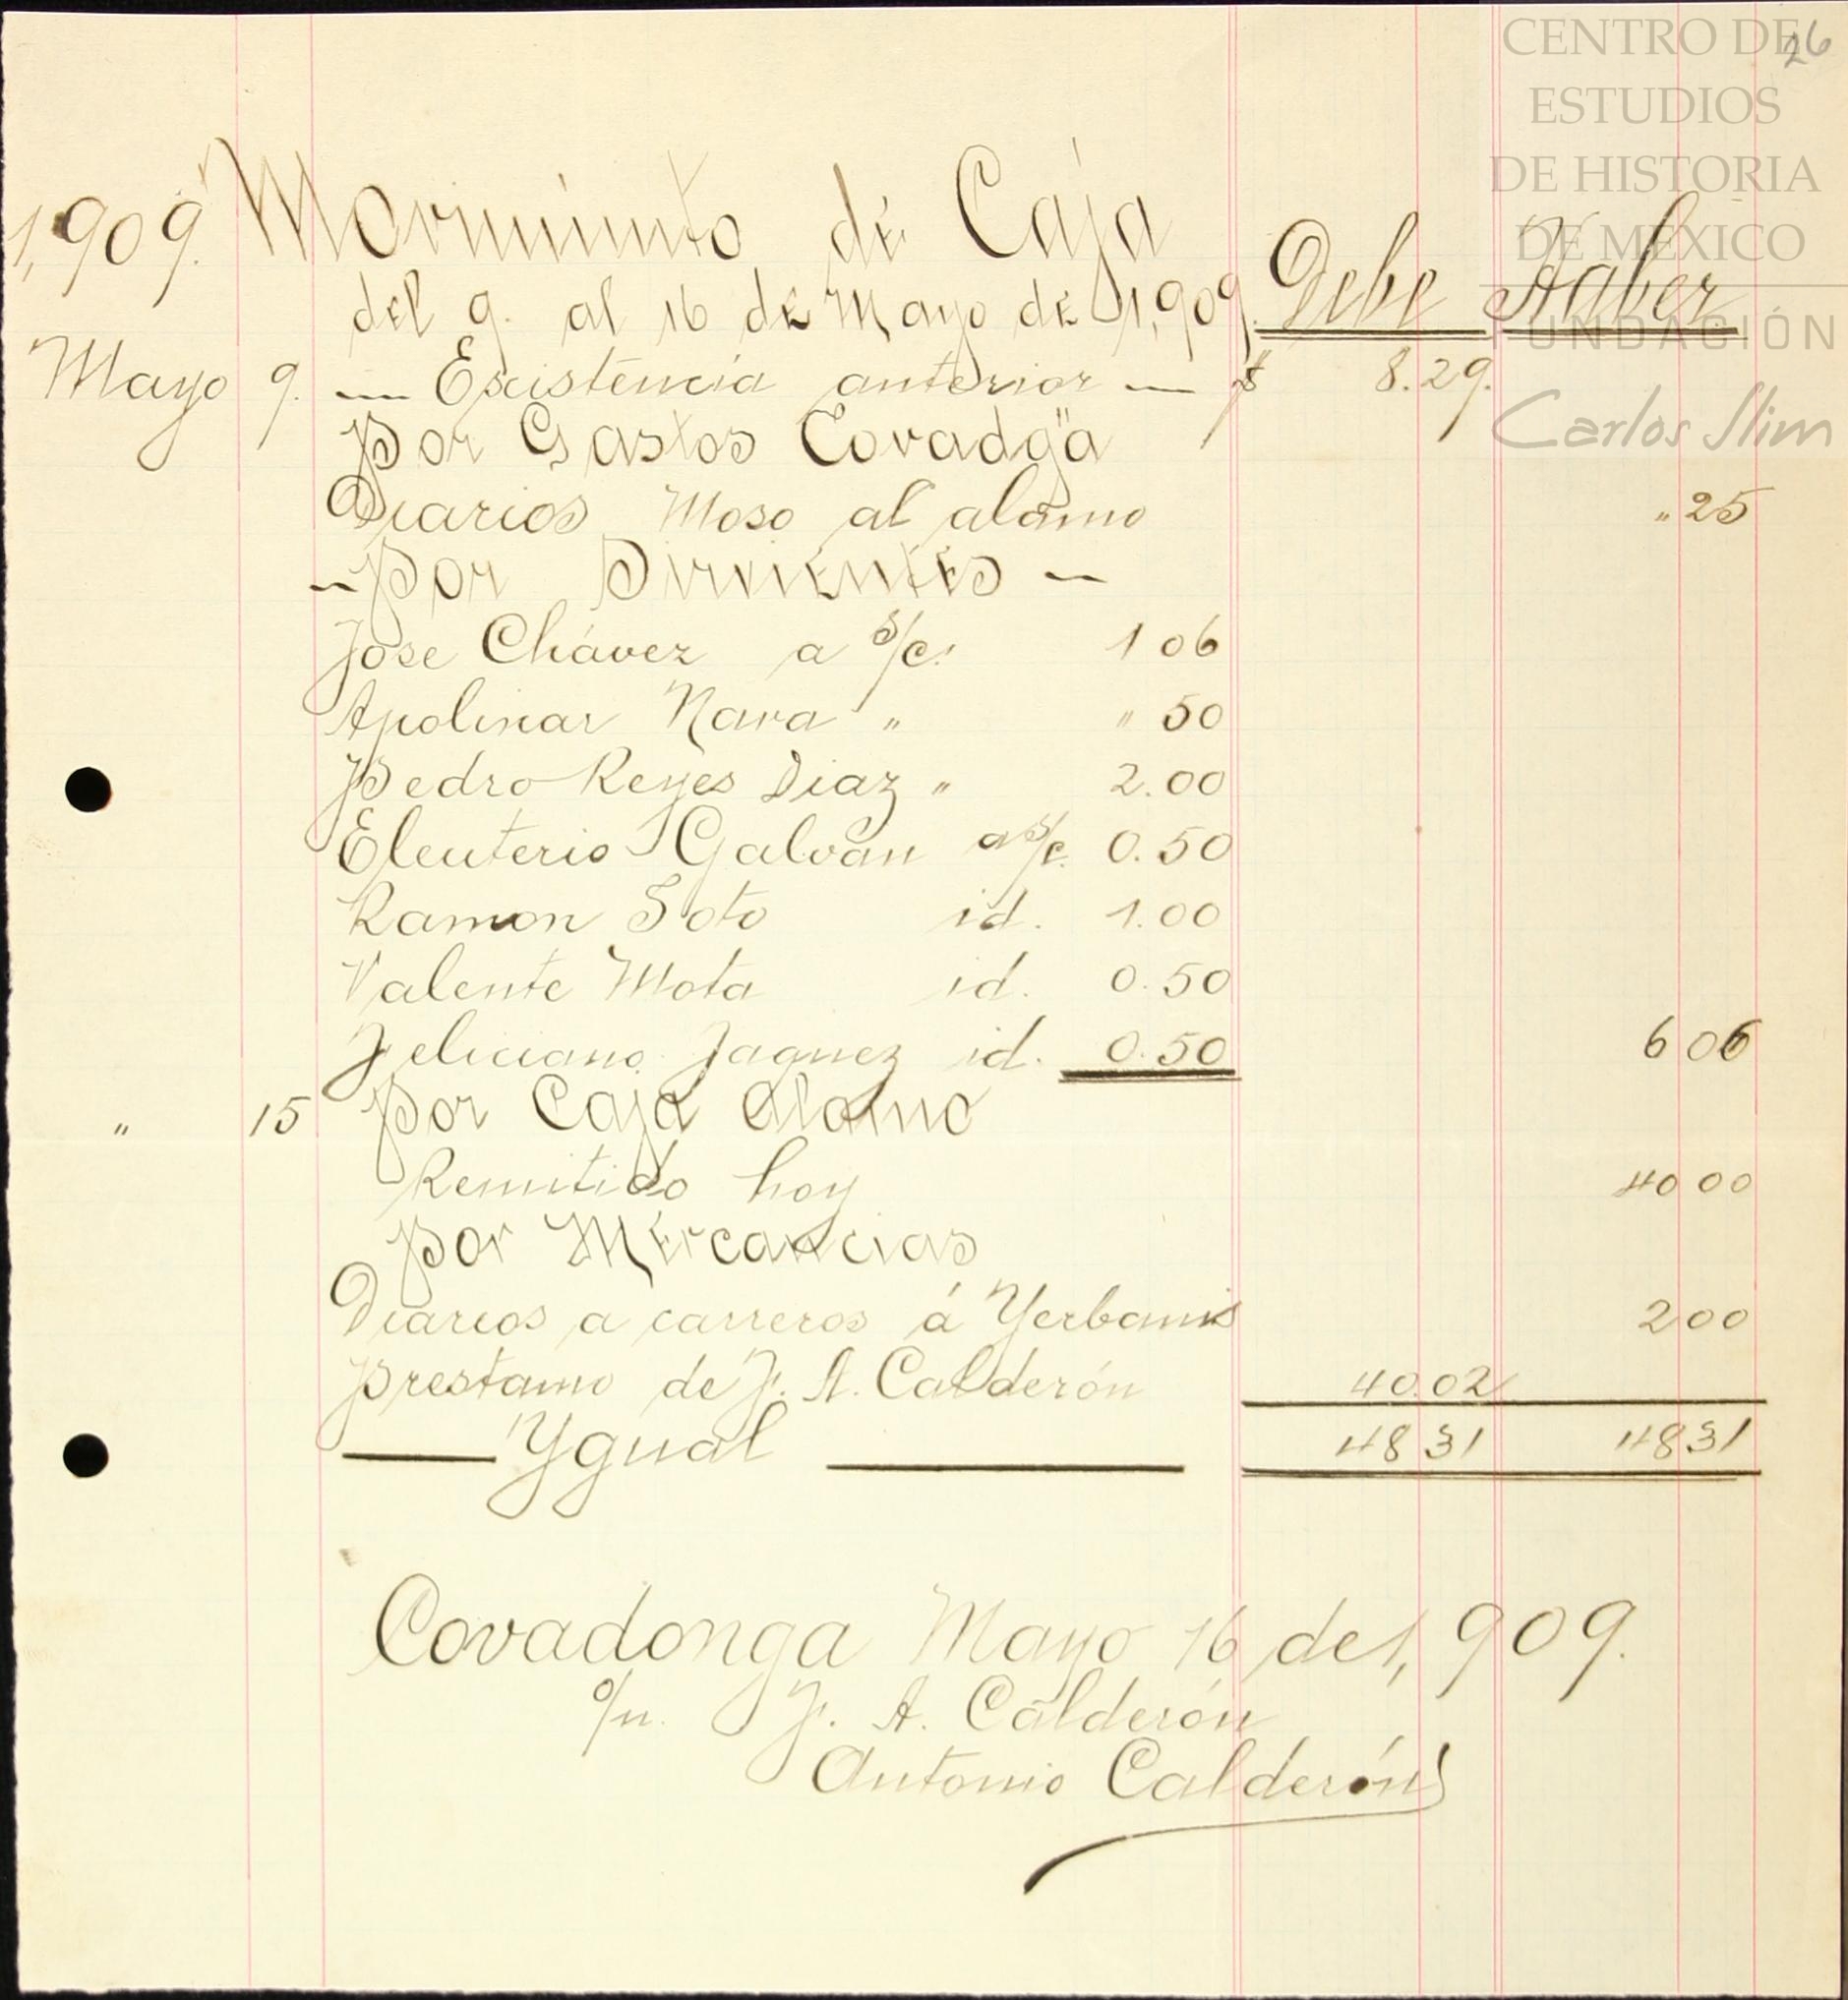 CENTRO DE
ESTUDIOS
DE HISTORIA
DE MÉXICO
FUNDACIÓN
Carlos Slim
26
1,909. Movimiento de Caja
del 9. al 16 de Mayo de 1,909. Debe Haber
Mayo 9. — Existencia anterior — $ 8.29.
Por Gastos Covadgä
Diarios Moso al alamo " 25
– Por Sirvientes –
Jose Chávez a s/c. 1 06
Apolinar Nava " " 50
Pedro Reyes Diaz " 2.00
Eleuterio Galvan a s/c. 0.50
Ramon Soto id. 1.00
Valente Mota id. 0.50
Feliciano Jaquez id. 0.50 6 06
" 15 Por Caja Alamo
Remitido hoy 40 00
Por Mercancias
Diarios a carreros á Yerbanis 2 00
Prestamo de F. A. Calderón 40.02
— Ygual — 48 31 48 31
Covadonga Mayo 16 de 1,909.
o/n. F. A. Calderón
Antonio Calderón